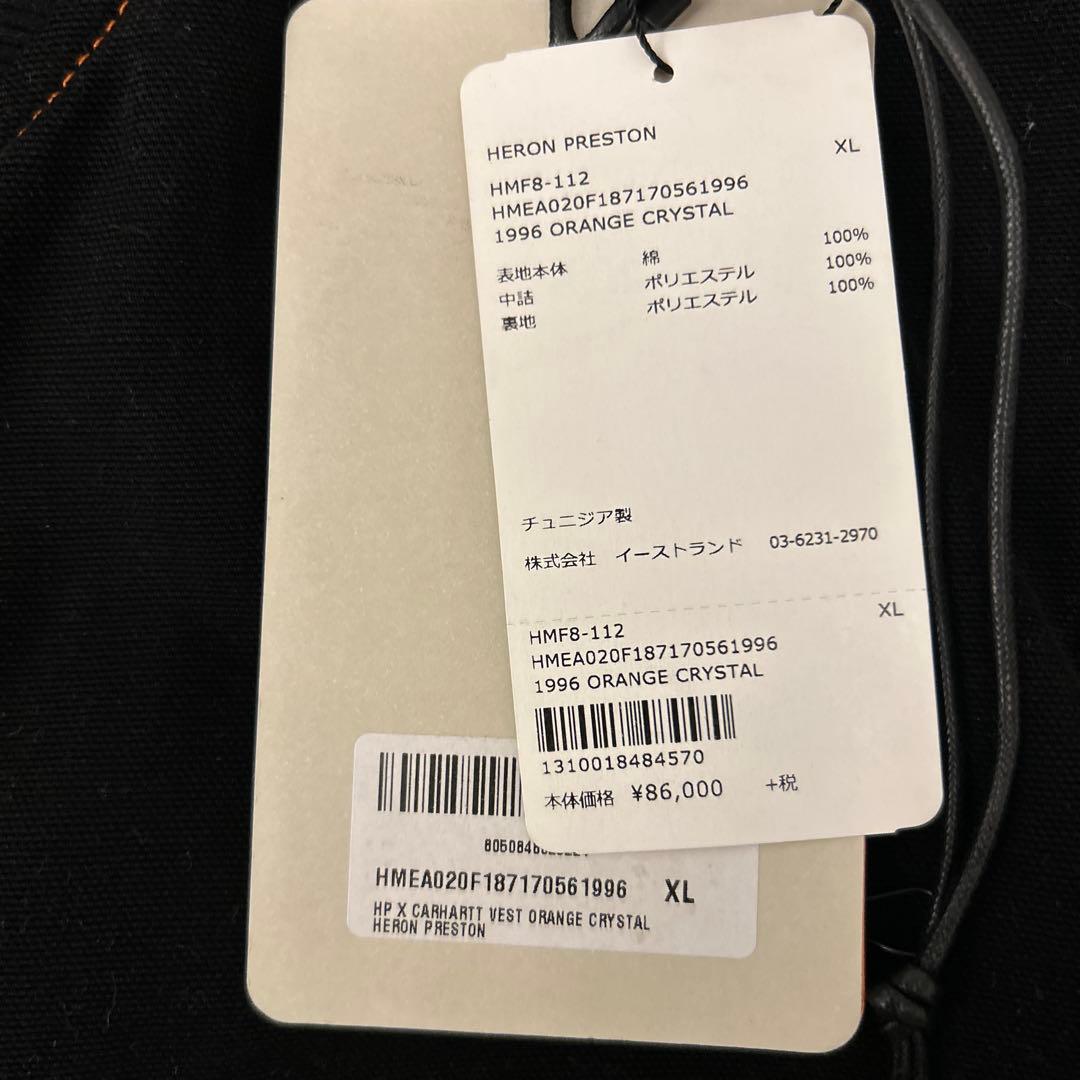 HERON PRESTON
XL
HMF8-112
HMEA020F187170561996
1996 ORANGE CRYSTAL
表地本体 綿 100%
中詰 ポリエステル 100%
裏地 ポリエステル 100%
チュニジア製
株式会社 イーストランド 03-6231-2970
HMF8-112 XL
HMEA020F187170561996
1996 ORANGE CRYSTAL
1310018484570
本体価格 ¥86,000 +税
HMEA020F187170561996 XL
HP X CARHARTT VEST ORANGE CRYSTAL
HERON PRESTON